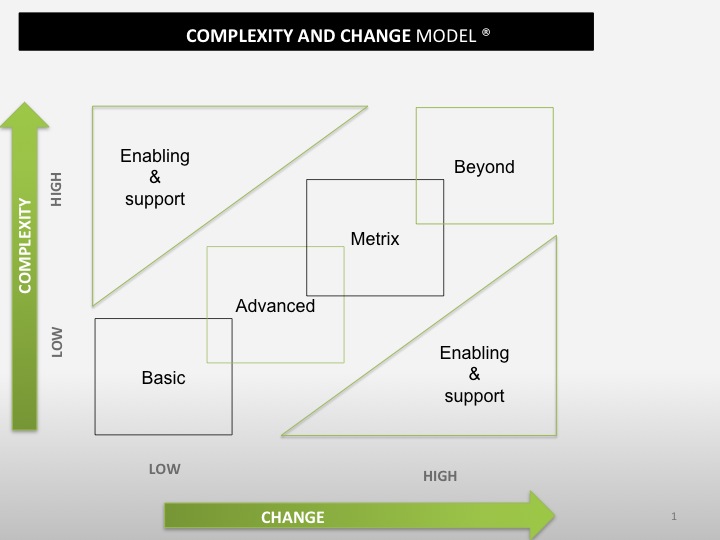 COMPLEXITY AND CHANGE MODEL ®
COMPLEXITY
HIGH
LOW
Enabling
&
support
Beyond
Metrix
Advanced
Basic
Enabling
&
support
LOW
HIGH
CHANGE
1